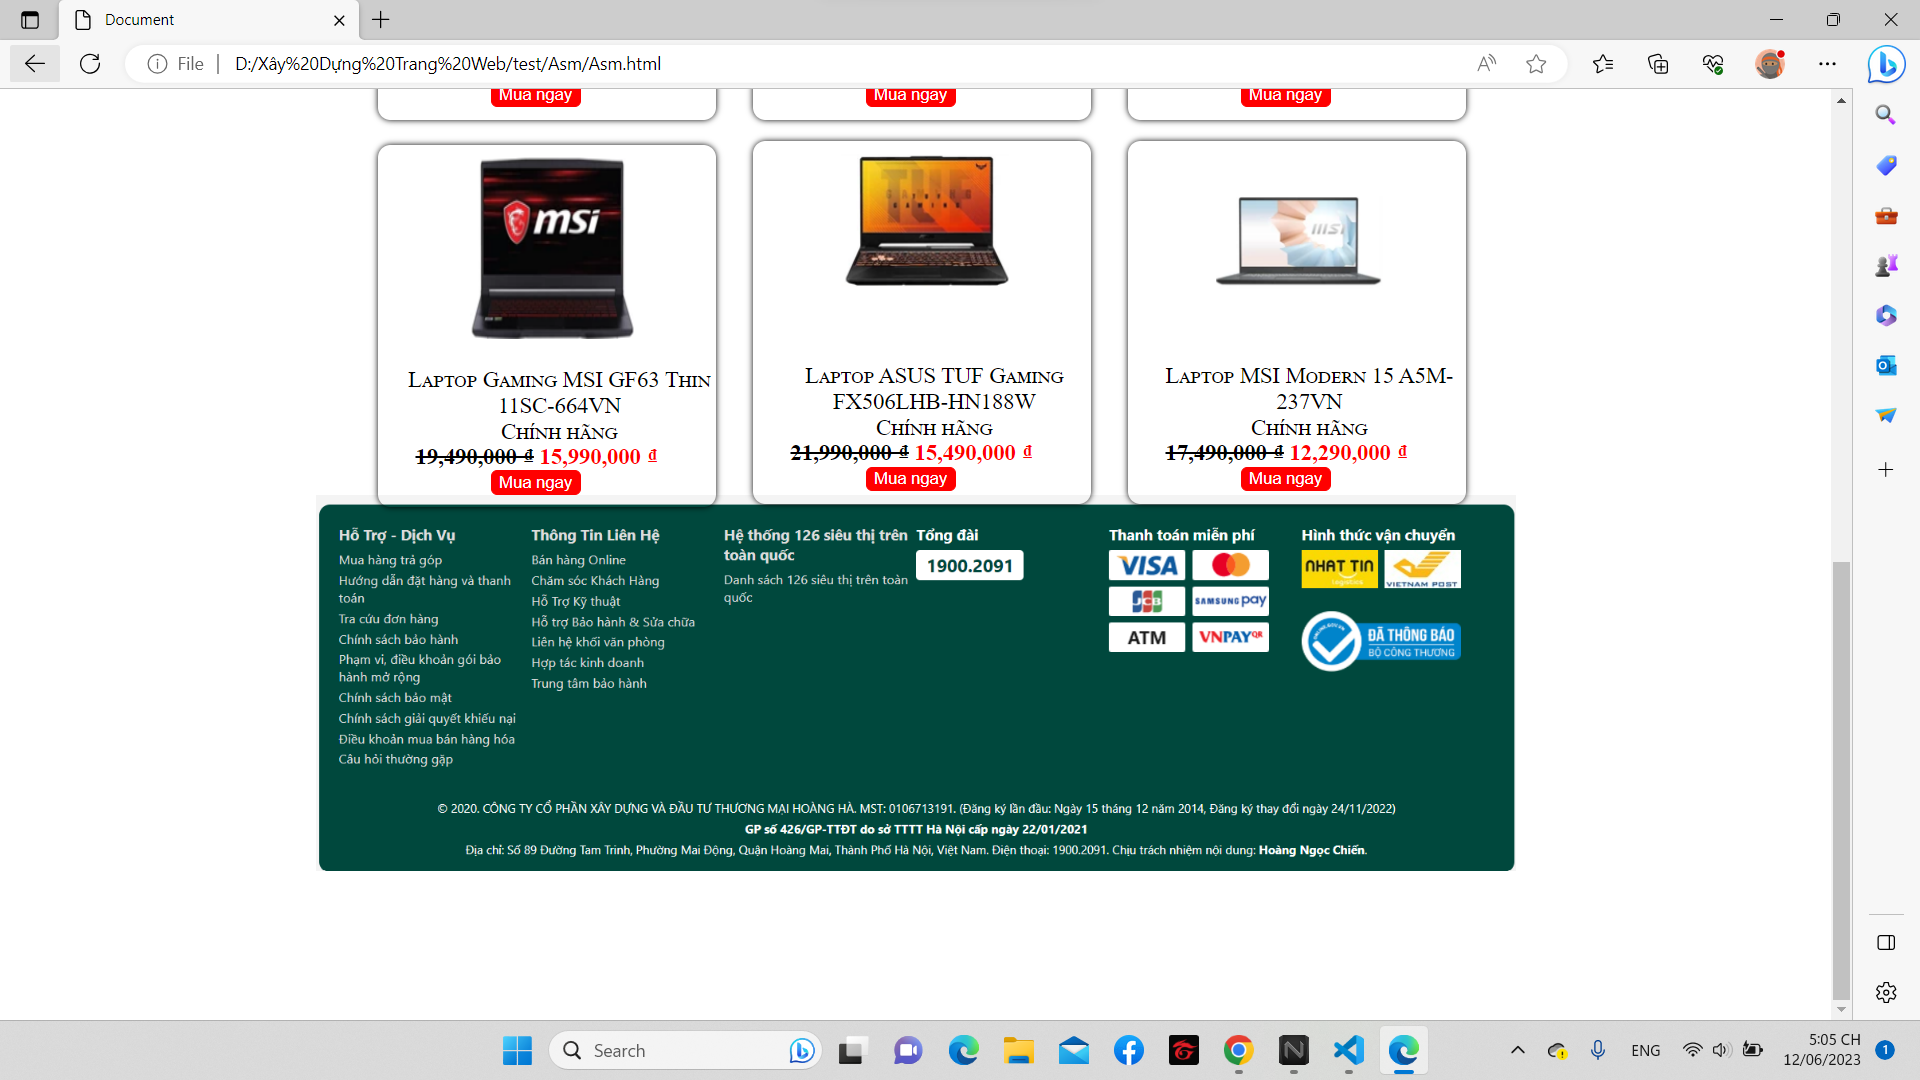 Document
File
D:/Xây%20Dựng%20Trang%20Web/test/Asm/Asm.html
Mua ngay
Mua ngay
Mua ngay
msi
Laptop Gaming MSI GF63 Thin
11SC-664VN
Chính hãng
19,490,000 ₫ 15,990,000 ₫
Mua ngay
TUF
GAMING
Laptop ASUS TUF Gaming
FX506LHB-HN188W
Chính hãng
21,990,000 ₫ 15,490,000 ₫
Mua ngay
msi
Laptop MSI Modern 15 A5M-
237VN
Chính hãng
17,490,000 ₫ 12,290,000 ₫
Mua ngay
Hỗ Trợ - Dịch Vụ
Mua hàng trả góp
Hướng dẫn đặt hàng và thanh
toán
Tra cứu đơn hàng
Chính sách bảo hành
Phạm vi, điều khoản gói bảo
hành mở rộng
Chính sách bảo mật
Chính sách giải quyết khiếu nại
Điều khoản mua bán hàng hóa
Câu hỏi thường gặp
Thông Tin Liên Hệ
Bán hàng Online
Chăm sóc Khách Hàng
Hỗ Trợ Kỹ thuật
Hỗ trợ Bảo hành & Sửa chữa
Liên hệ khối văn phòng
Hợp tác kinh doanh
Trung tâm bảo hành
Hệ thống 126 siêu thị trên
toàn quốc
Danh sách 126 siêu thị trên toàn
quốc
Tổng đài
1900.2091
Thanh toán miễn phí
VISA
JCB
SAMSUNG pay
ATM
VNPAYQR
Hình thức vận chuyển
NHAT TIN
logistics
VIETNAM POST
ONLINE.GOV.VN
ĐÃ THÔNG BÁO
BỘ CÔNG THƯƠNG
© 2020. CÔNG TY CỔ PHẦN XÂY DỰNG VÀ ĐẦU TƯ THƯƠNG MẠI HOÀNG HÀ. MST: 0106713191. (Đăng ký lần đầu: Ngày 15 tháng 12 năm 2014, Đăng ký thay đổi ngày 24/11/2022)
GP số 426/GP-TTĐT do sở TTTT Hà Nội cấp ngày 22/01/2021
Địa chỉ: Số 89 Đường Tam Trinh, Phường Mai Động, Quận Hoàng Mai, Thành Phố Hà Nội, Việt Nam. Điện thoại: 1900.2091. Chịu trách nhiệm nội dung: Hoàng Ngọc Chiến.
Search
ENG
5:05 CH
12/06/2023
1